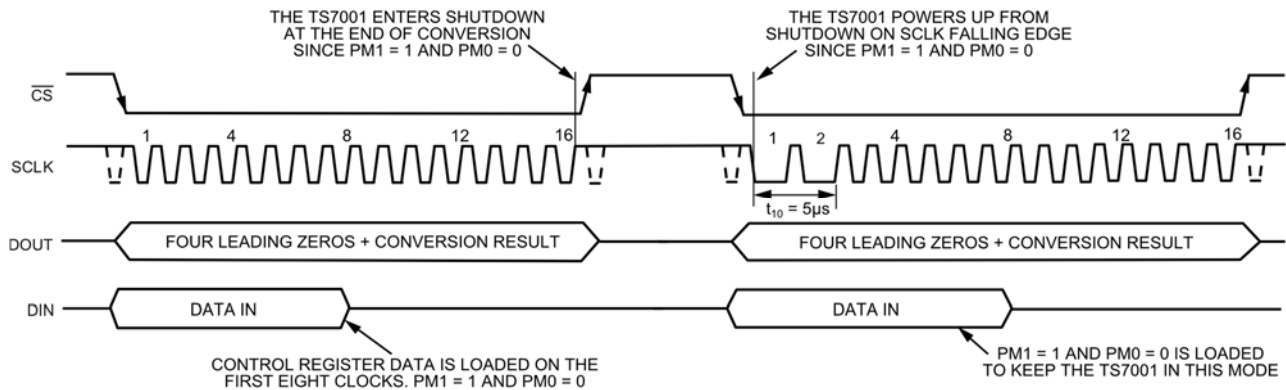 THE TS7001 ENTERS SHUTDOWN
AT THE END OF CONVERSION
SINCE PM1 = 1 AND PM0 = 0
THE TS7001 POWERS UP FROM
SHUTDOWN ON SCLK FALLING EDGE
SINCE PM1 = 1 AND PM0 = 0
CS
1 4 8 12 16 1 2 4 8 12 16
SCLK
t10 = 5µs
DOUT FOUR LEADING ZEROS + CONVERSION RESULT FOUR LEADING ZEROS + CONVERSION RESULT
DIN DATA IN DATA IN
CONTROL REGISTER DATA IS LOADED ON THE
FIRST EIGHT CLOCKS. PM1 = 1 AND PM0 = 0
PM1 = 1 AND PM0 = 0 IS LOADED
TO KEEP THE TS7001 IN THIS MODE